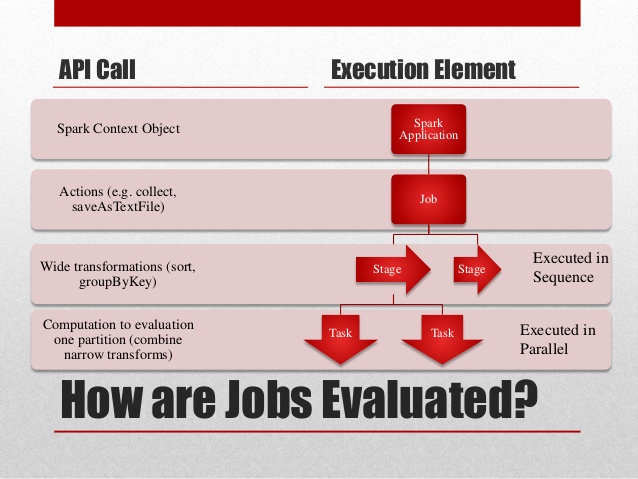 API Call
Execution Element
Spark Context Object
Spark
Application
Actions (e.g. collect,
saveAsTextFile)
Job
Wide transformations (sort,
groupByKey)
Stage
Stage
Executed in
Sequence
Computation to evaluation
one partition (combine
narrow transforms)
Task
Task
Executed in
Parallel
How are Jobs Evaluated?